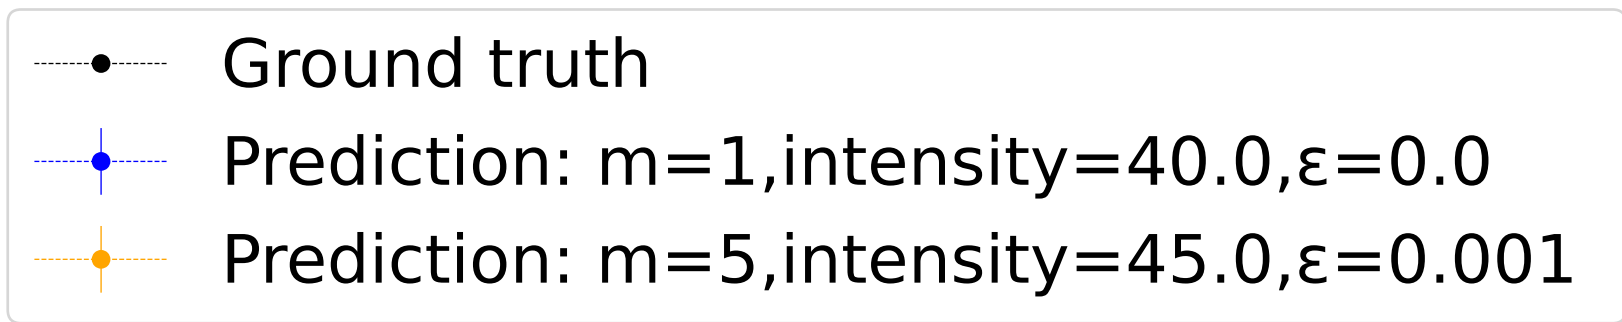 Ground truth
Prediction: m=1,intensity=40.0,ε=0.0
Prediction: m=5,intensity=45.0,ε=0.001